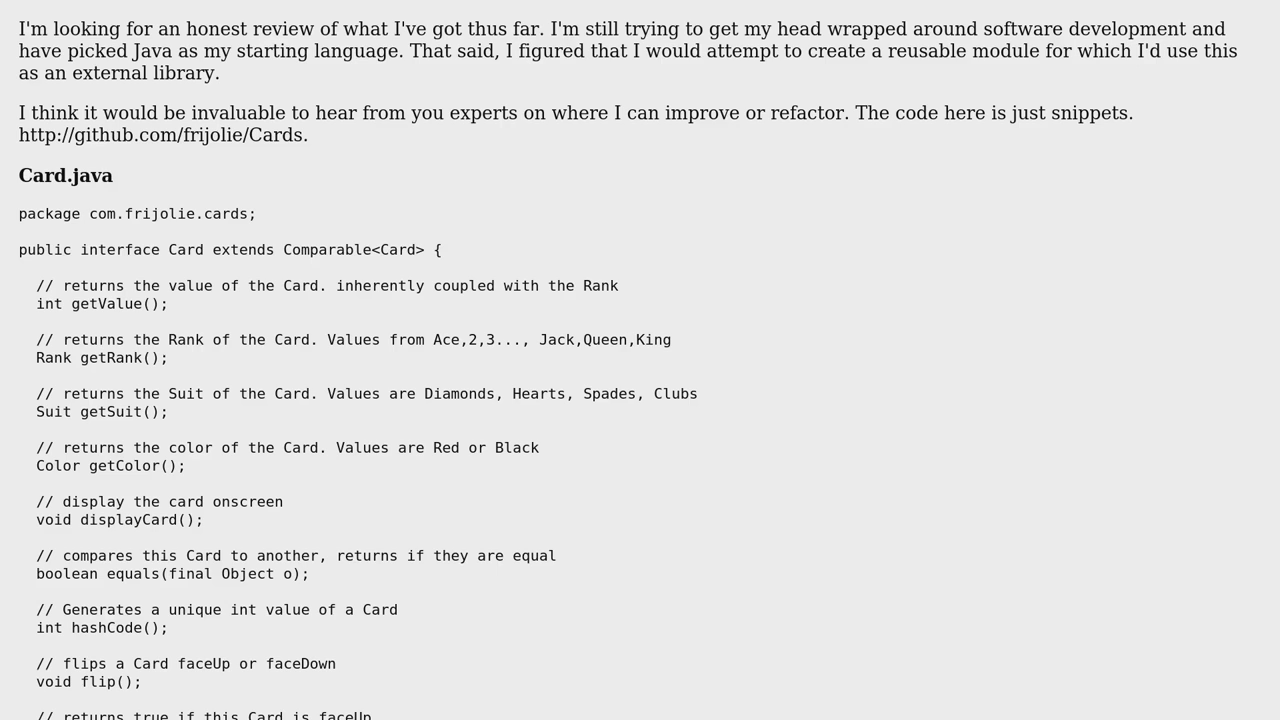 I'm looking for an honest review of what I've got thus far. I'm still trying to get my head wrapped around software development and
have picked Java as my starting language. That said, I figured that I would attempt to create a reusable module for which I'd use this
as an external library.
I think it would be invaluable to hear from you experts on where I can improve or refactor. The code here is just snippets.
http://github.com/frijolie/Cards.
Card.java
package com.frijolie.cards;
public interface Card extends Comparable<Card> {
// returns the value of the Card. inherently coupled with the Rank
int getValue();
// returns the Rank of the Card. Values from Ace,2,3..., Jack,Queen,King
Rank getRank();
// returns the Suit of the Card. Values are Diamonds, Hearts, Spades, Clubs
Suit getSuit();
// returns the color of the Card. Values are Red or Black
Color getColor();
// display the card onscreen
void displayCard();
// compares this Card to another, returns if they are equal
boolean equals(final Object o);
// Generates a unique int value of a Card
int hashCode();
// flips a Card faceUp or faceDown
void flip();
// returns true if this Card is faceUp